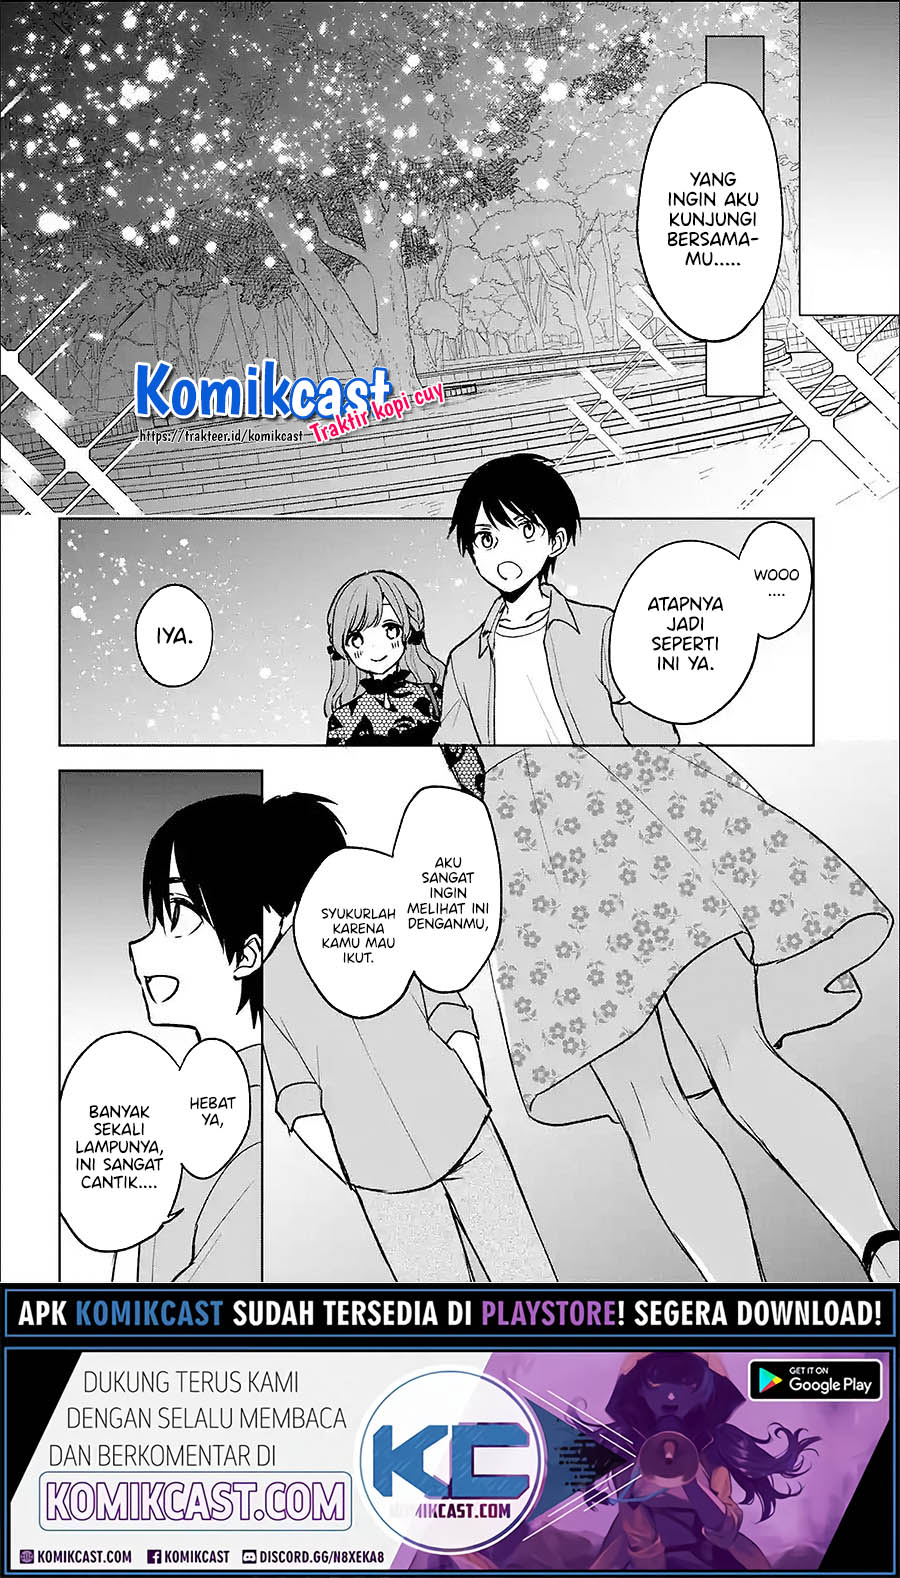 YANG
INGIN AKU
KUNJUNGI
BERSAMA-
MU.....
Komikcast
https://trakteer.id/komikcast
Traktir kopi cuy
WOOO
....
ATAPNYA
JADI
SEPERTI
INI YA.
IYA.
AKU
SANGAT
INGIN
MELIHAT INI
DENGANMU,
SYUKURLAH
KARENA
KAMU MAU
IKUT.
HEBAT
YA,
BANYAK
SEKALI
LAMPUNYA,
INI SANGAT
CANTIK....
APK KOMIKCAST SUDAH TERSEDIA DI PLAYSTORE! SEGERA DOWNLOAD!
DUKUNG TERUS KAMI
DENGAN SELALU MEMBACA
DAN BERKOMENTAR DI
KOMIKCAST.COM
KC
KOMIKCAST.COM
GET IT ON
Google Play
KOMIKCAST.COM
KOMIKCAST
DISCORD.GG/N8XEKA8